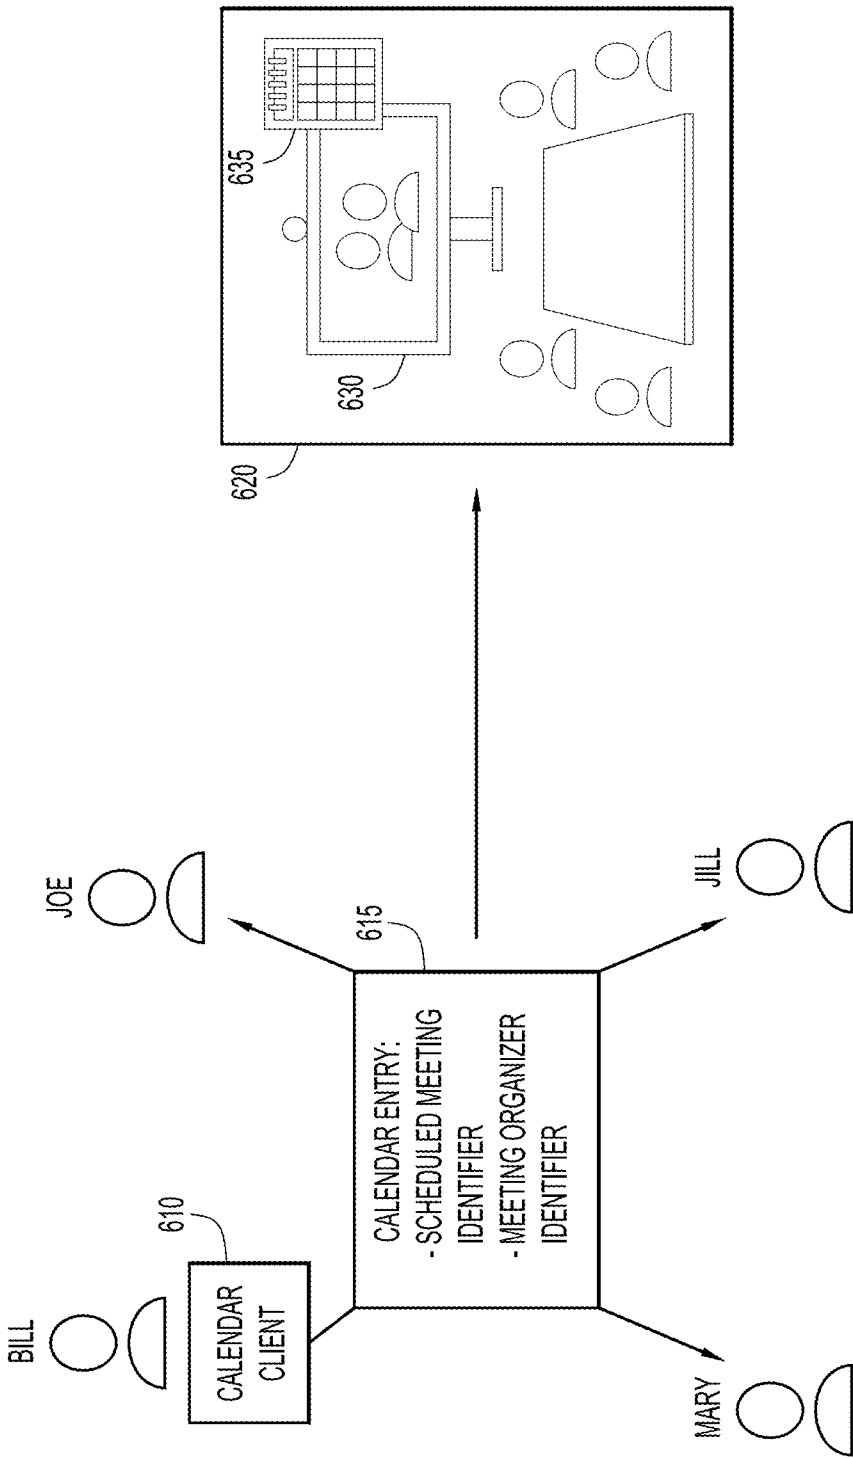 BILL
610
CALENDAR
CLIENT
JOE
615
CALENDAR ENTRY:
- SCHEDULED MEETING
IDENTIFIER
- MEETING ORGANIZER
IDENTIFIER
MARY
JILL
620
630
635